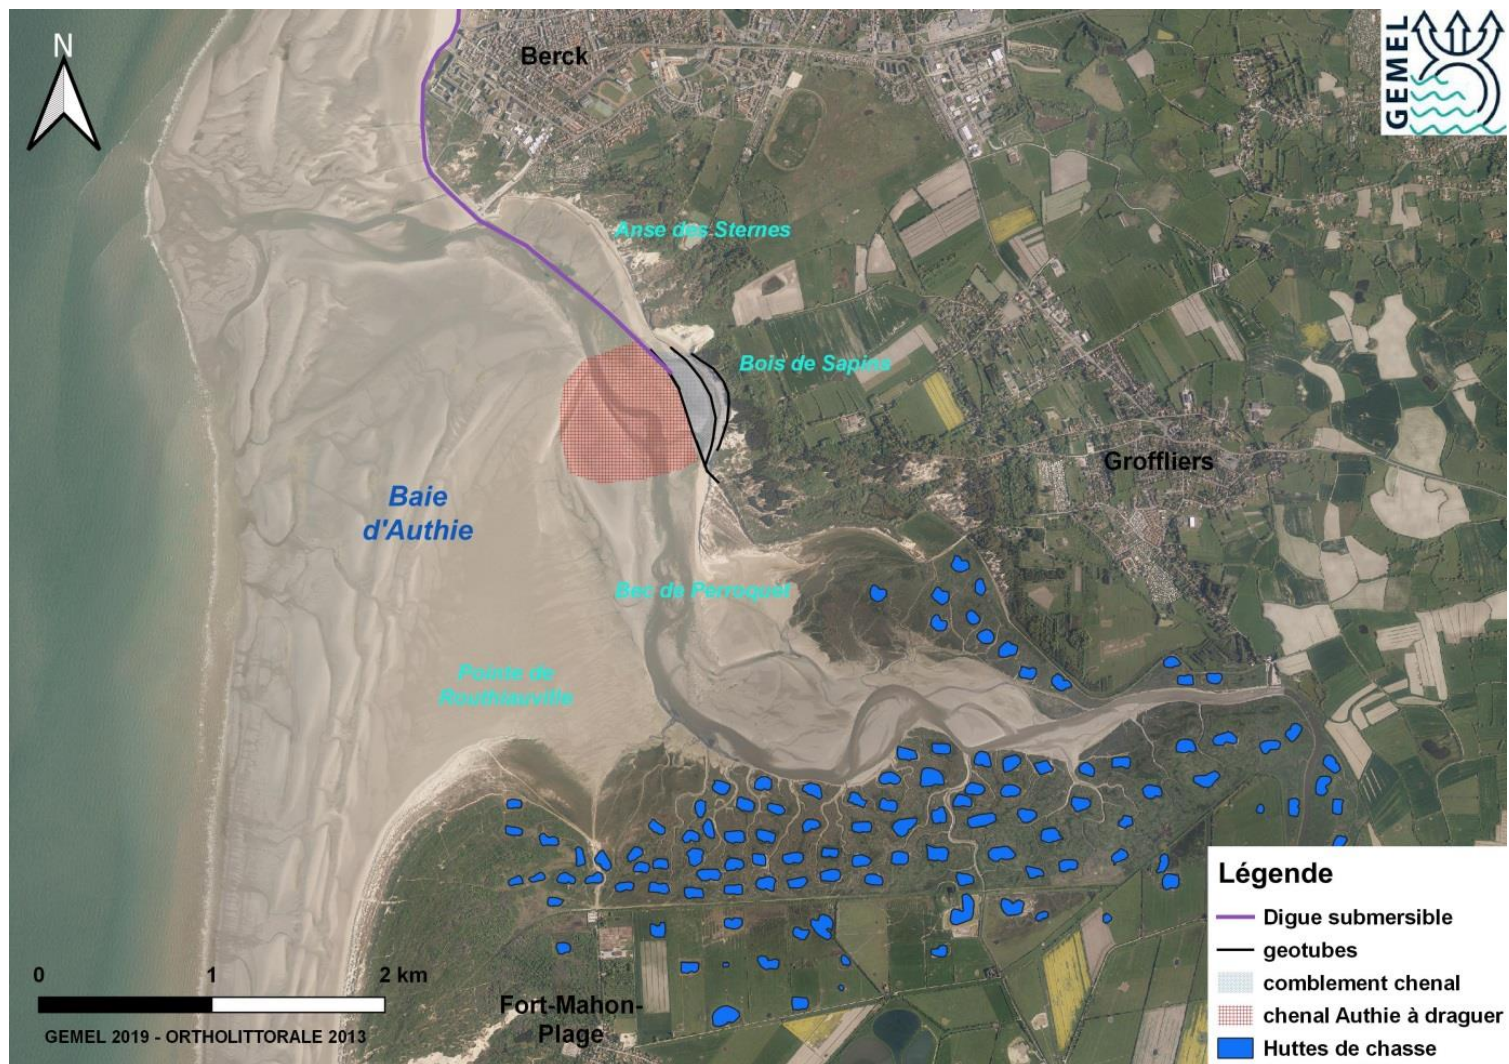 N
Berck
GEMEL
Anse des Sternes
Bois de Sapins
Groffliers
Baie
d'Authie
Bec de Perroquet
Pointe de
Routhiauville
Légende
Digue submersible
geotubes
comblement chenal
chenal Authie à draguer
Huttes de chasse
0 1 2 km
Fort-Mahon-
Plage
GEMEL 2019 - ORTHOLITTORALE 2013